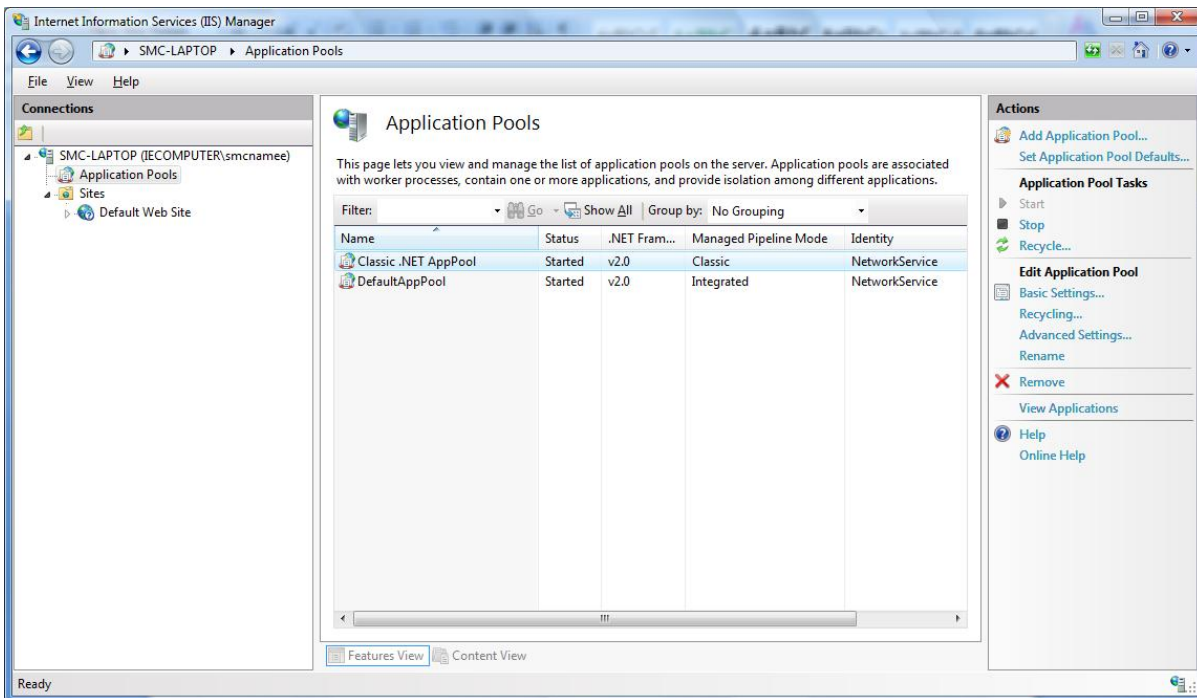 Internet Information Services (IIS) Manager
SMC-LAPTOP Application Pools
File View Help
Connections
SMC-LAPTOP (IECOMPUTER\smcnamee)
Application Pools
Sites
Default Web Site
Application Pools
This page lets you view and manage the list of application pools on the server. Application pools are associated
with worker processes, contain one or more applications, and provide isolation among different applications.
Filter: Go Show All Group by: No Grouping
Name Status .NET Fram... Managed Pipeline Mode Identity
Classic .NET AppPool Started v2.0 Classic NetworkService
DefaultAppPool Started v2.0 Integrated NetworkService
Features View Content View
Actions
Add Application Pool...
Set Application Pool Defaults...
Application Pool Tasks
Start
Stop
Recycle...
Edit Application Pool
Basic Settings...
Recycling...
Advanced Settings...
Rename
Remove
View Applications
Help
Online Help
Ready